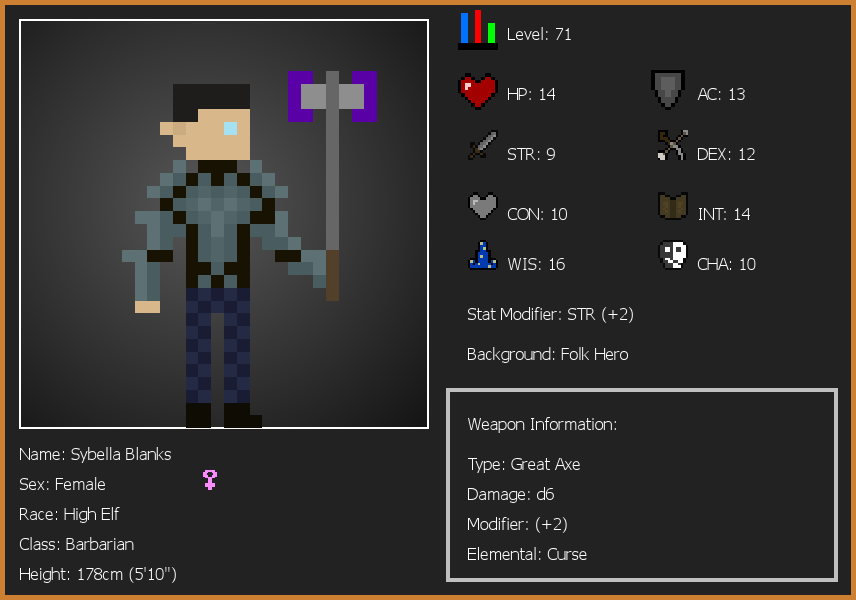 Level: 71
HP: 14
AC: 13
STR: 9
DEX: 12
CON: 10
INT: 14
WIS: 16
CHA: 10
Stat Modifier: STR (+2)
Background: Folk Hero
Weapon Information:
Type: Great Axe
Damage: d6
Modifier: (+2)
Elemental: Curse
Name: Sybella Blanks
Sex: Female
Race: High Elf
Class: Barbarian
Height: 178cm (5'10")